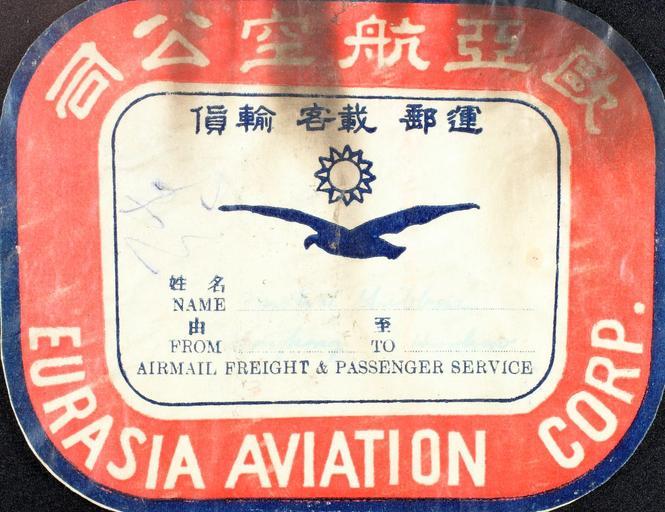 歐亞航空公司
運郵 載客 輸貨
姓名
NAME
由 至
FROM TO
AIRMAIL FREIGHT & PASSENGER SERVICE
EURASIA AVIATION CORP.